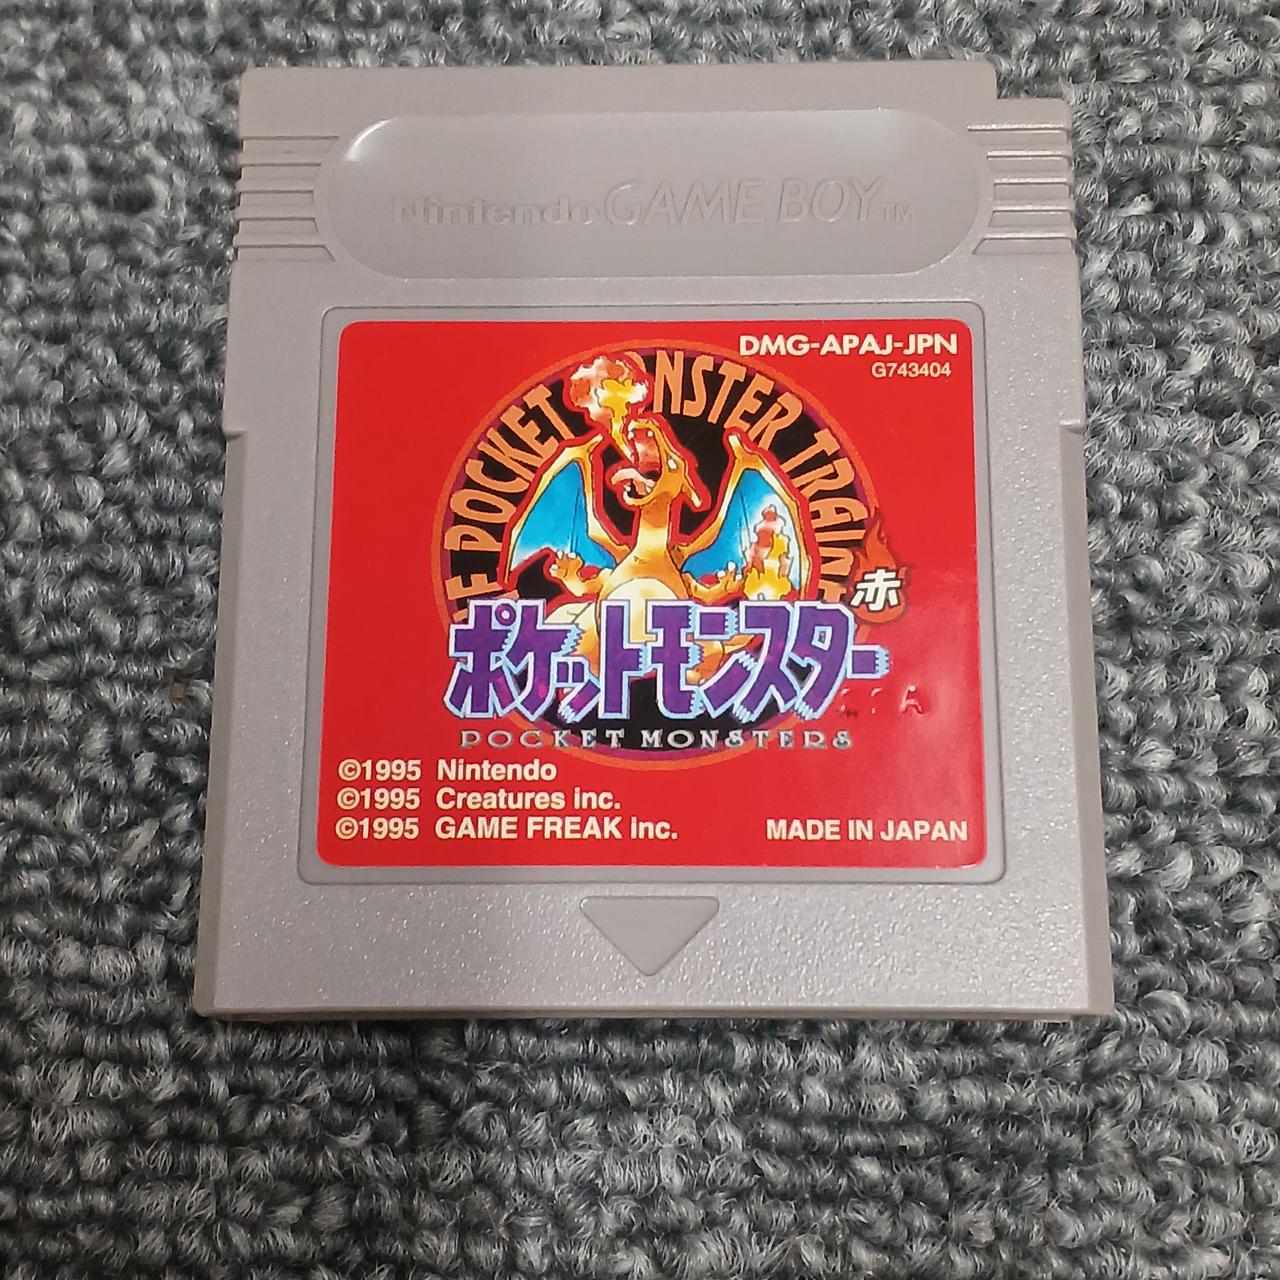 Nintendo GAME BOY TM
DMG-APAJ-JPN
G743404
POCKET MONSTER TRAIN
赤
ポケットモンスター
POCKET MONSTERS
©1995 Nintendo
©1995 Creatures inc.
©1995 GAME FREAK inc.
MADE IN JAPAN